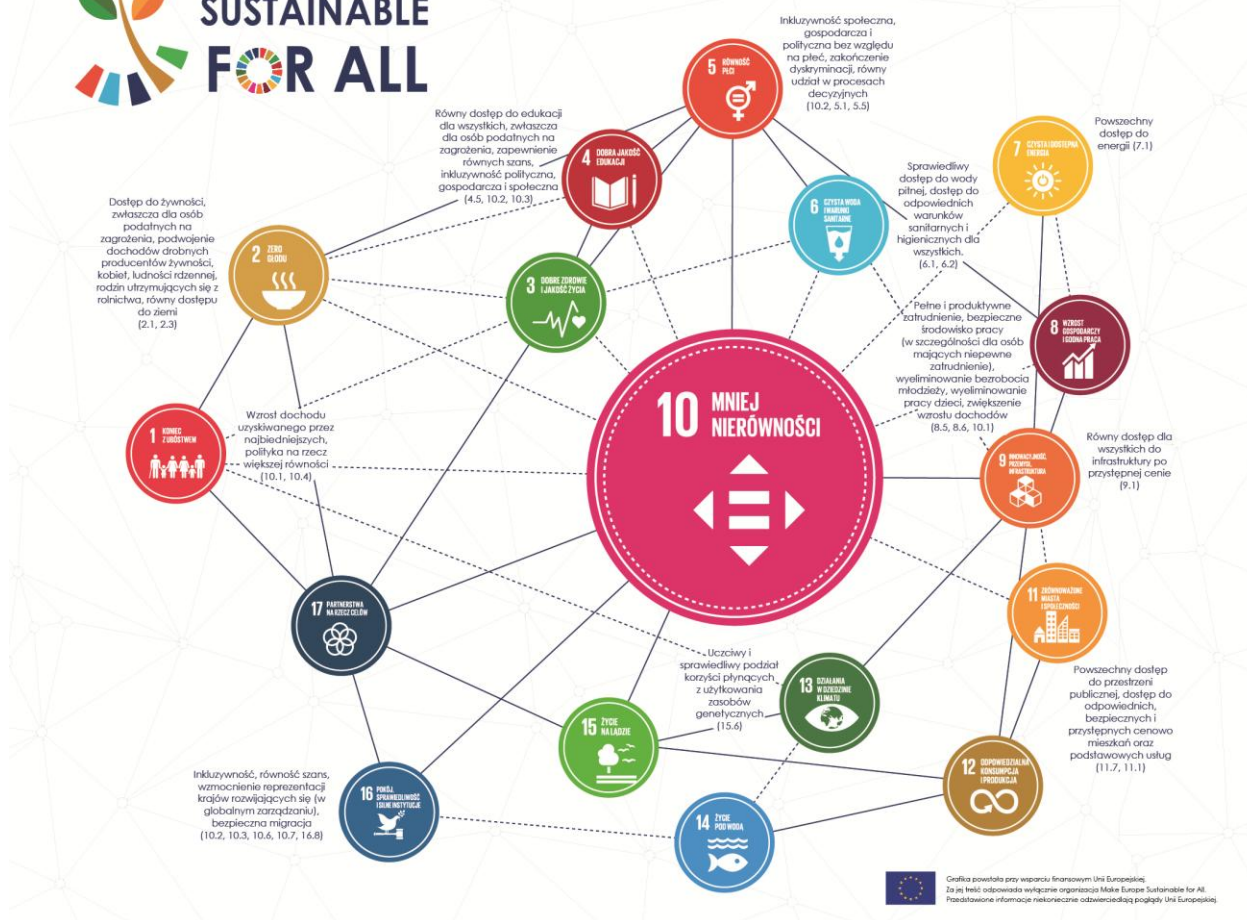 SUSTAINABLE
FOR ALL
Inkluzywność społeczna,
gospodarcza i
polityczna bez względu
na płeć, zakończenie
dyskryminacji, równy
udział w procesach
decyzyjnych
(10.2, 5.1, 5.5)
5 RÓWNOŚĆ
PŁCI
Równy dostęp do edukacji
dla wszystkich, zwłaszcza
dla osób podatnych na
zagrożenia, zapewnienie
równych szans,
inkluzywność polityczna,
gospodarcza i społeczna
(4.5, 10.2, 10.3)
4 DOBRA JAKOŚĆ
EDUKACJI
Powszechny
dostęp do
energii (7.1)
7 CZYSTA I DOSTĘPNA
ENERGIA
Sprawiedliwy
dostęp do wody
pitnej, dostęp do
odpowiednich
warunków
sanitarnych i
higienicznych dla
wszystkich.
(6.1, 6.2)
6 CZYSTA WODA
I WARUNKI
SANITARNE
Dostęp do żywności,
zwłaszcza dla osób
podatnych na
zagrożenia, podwojenie
dochodów drobnych
producentów żywności,
kobiet, ludności rdzennej,
rodzin utrzymujących się z
rolnictwa, równy dostępu
do ziemi
(2.1, 2.3)
2 ZERO
GŁODU
3 DOBRE ZDROWIE
I JAKOŚĆ ŻYCIA
Pełne i produktywne
zatrudnienie, bezpieczne
środowisko pracy
(w szczególności dla osób
mających niepewne
zatrudnienie),
wyeliminowanie bezrobocia
młodzieży, wyeliminowanie
pracy dzieci, zwiększenie
wzrostu dochodów
(8.5, 8.6, 10.1)
8 WZROST
GOSPODARCZY
I GODNA PRACA
10 MNIEJ
NIERÓWNOŚCI
1 KONIEC
Z UBÓSTWEM
Wzrost dochodu
uzyskiwanego przez
najbiedniejszych,
polityka na rzecz
większej równości
(10.1, 10.4)
9 INNOWACYJNOŚĆ,
PRZEMYSŁ,
INFRASTRUKTURA
Równy dostęp dla
wszystkich do
infrastruktury po
przystępnej cenie
(9.1)
17 PARTNERSTWA
NA RZECZ CELÓW
11 ZRÓWNOWAŻONE
MIASTA
I SPOŁECZNOŚCI
Powszechny dostęp
do przestrzeni
publicznej, dostęp do
odpowiednich,
bezpiecznych i
przystępnych cenowo
mieszkań oraz
podstawowych usług
(11.7, 11.1)
Uczciwy i
sprawiedliwy podział
korzyści płynących
z użytkowania
zasobów
genetycznych
(15.6)
13 DZIAŁANIA
W DZIEDZINIE
KLIMATU
15 ŻYCIE
NA LĄDZIE
12 ODPOWIEDZIALNA
KONSUMPCJA
I PRODUKCJA
Inkluzywność, równość szans,
wzmocnienie reprezentacji
krajów rozwijających się (w
globalnym zarządzaniu),
bezpieczna migracja
(10.2, 10.3, 10.6, 10.7, 16.8)
16 POKÓJ,
SPRAWIEDLIWOŚĆ
I SILNE INSTYTUCJE
14 ŻYCIE
POD WODĄ
Grafika powstała przy wsparciu finansowym Unii Europejskiej.
Za jej treść odpowiada wyłącznie organizacja Make Europe Sustainable for All.
Przedstawione informacje niekoniecznie odzwierciedlają poglądy Unii Europejskiej.